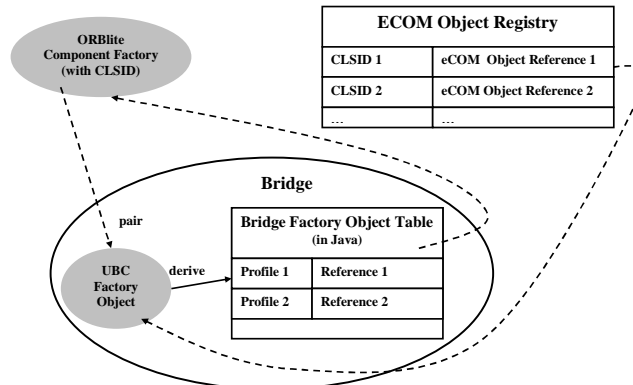 ORBlite
Component Factory
(with CLSID)
ECOM Object Registry
CLSID 1 eCOM Object Reference 1
CLSID 2 eCOM Object Reference 2
... ...
Bridge
pair
Bridge Factory Object Table
(in Java)
UBC
Factory
Object
derive
Profile 1 Reference 1
Profile 2 Reference 2